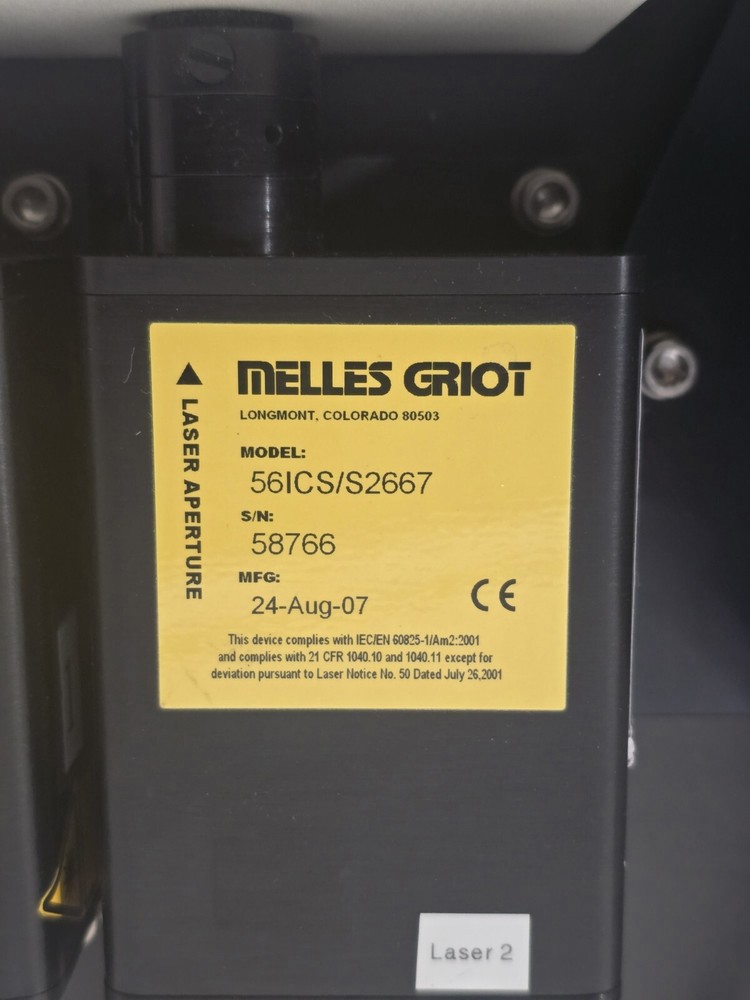 MELLES GRIOT
LONGMONT, COLORADO 80503
▲ LASER APERTURE
MODEL:
56ICS/S2667
S/N:
58766
MFG:
24-Aug-07
CE
This device complies with IEC/EN 60825-1/Am2:2001
and complies with 21 CFR 1040.10 and 1040.11 except for
deviation pursuant to Laser Notice No. 50 Dated July 26,2001
Laser 2